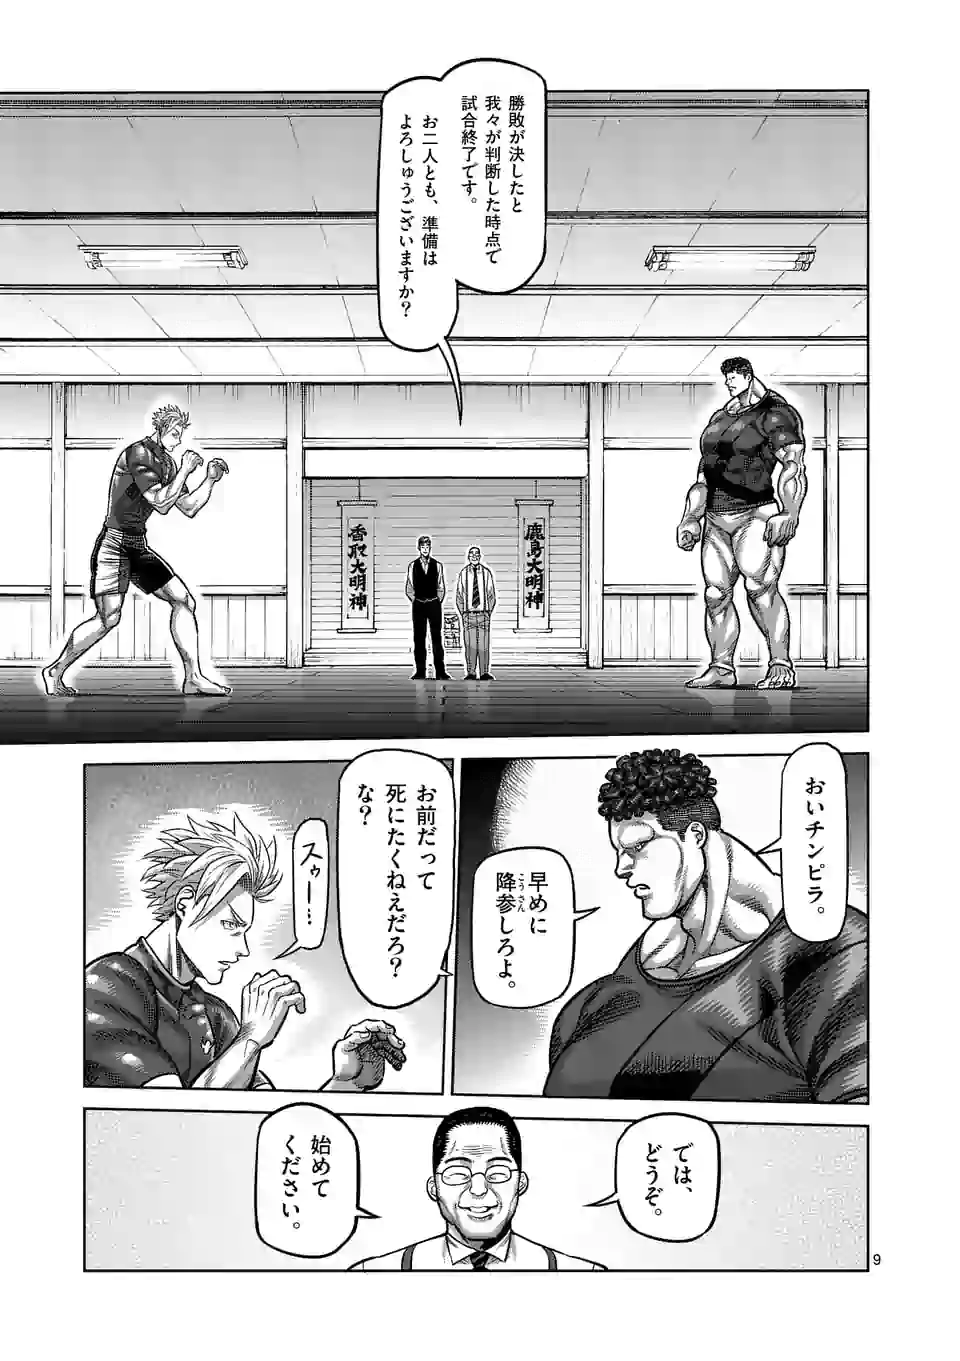 勝敗が決したと
我々が判断した時点で
試合終了です。
お二人とも、準備は
よろしゅうございますか？
鹿島大明神
香取大明神
おいチンピラ。
早めに
降参しろよ。
こうさん
お前だって
死にたくねえだろ？
な？
スゥー…
では、
どうぞ。
始めて
ください。
9